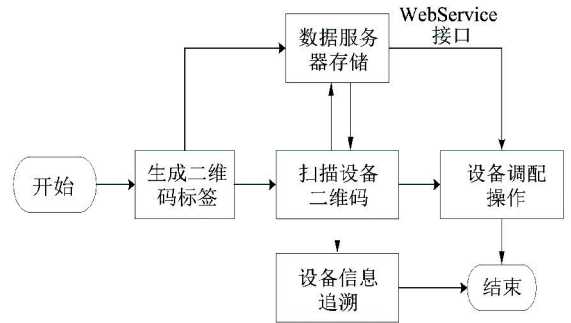 WebService
接口
数据服务
器存储
开始
生成二维
码标签
扫描设备
二维码
设备调配
操作
设备信息
追溯
结束